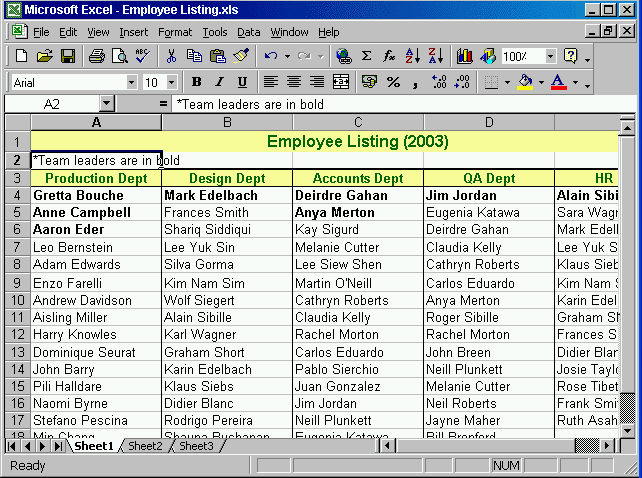 Microsoft Excel - Employee Listing.xls
File Edit View Insert Format Tools Data Window Help
ABC 100%
Arial 10 B I U % ,
A2 = *Team leaders are in bold
A B C D
1 Employee Listing (2003)
2 *Team leaders are in bold
3 Production Dept Design Dept Accounts Dept QA Dept HR
4 Gretta Bouche Mark Edelbach Deirdre Gahan Jim Jordan Alain Sibi
5 Anne Campbell Frances Smith Anya Merton Eugenia Katawa Sara Wagn
6 Aaron Eder Shariq Siddiqui Kay Sigurd Deirdre Gahan Mark Edell
7 Leo Bernstein Lee Yuk Sin Melanie Cutter Claudia Kelly Lee Yuk S
8 Adam Edwards Silva Gorma Lee Siew Shen Cathryn Roberts Klaus Sieb
9 Enzo Farelli Kim Nam Sim Martin O'Neill Carlos Eduardo Kim Nam S
10 Andrew Davidson Wolf Siegert Cathryn Roberts Anya Merton Karin Edel
11 Aisling Miller Alain Sibille Claudia Kelly Roger Sibille Graham Sh
12 Harry Knowles Karl Wagner Rachel Morton Rachel Morton Frances S
13 Dominique Seurat Graham Short Carlos Eduardo John Breen Didier Blan
14 John Barry Karin Edelbach Pablo Sierchio Neill Plunkett Josie Taylo
15 Pili Halldare Klaus Siebs Juan Gonzalez Melanie Cutter Rose Tibet
16 Naomi Byrne Didier Blanc Jim Jordan Neil Roberts Frank Smi
17 Stefano Pescina Rodrigo Pereira Neill Plunkett Jayne Maher Ruth Asah
18 Min Chang Shauna Buchanan Eugenia Katawa Bill Bronford
Sheet1 Sheet2 Sheet3
Ready NUM